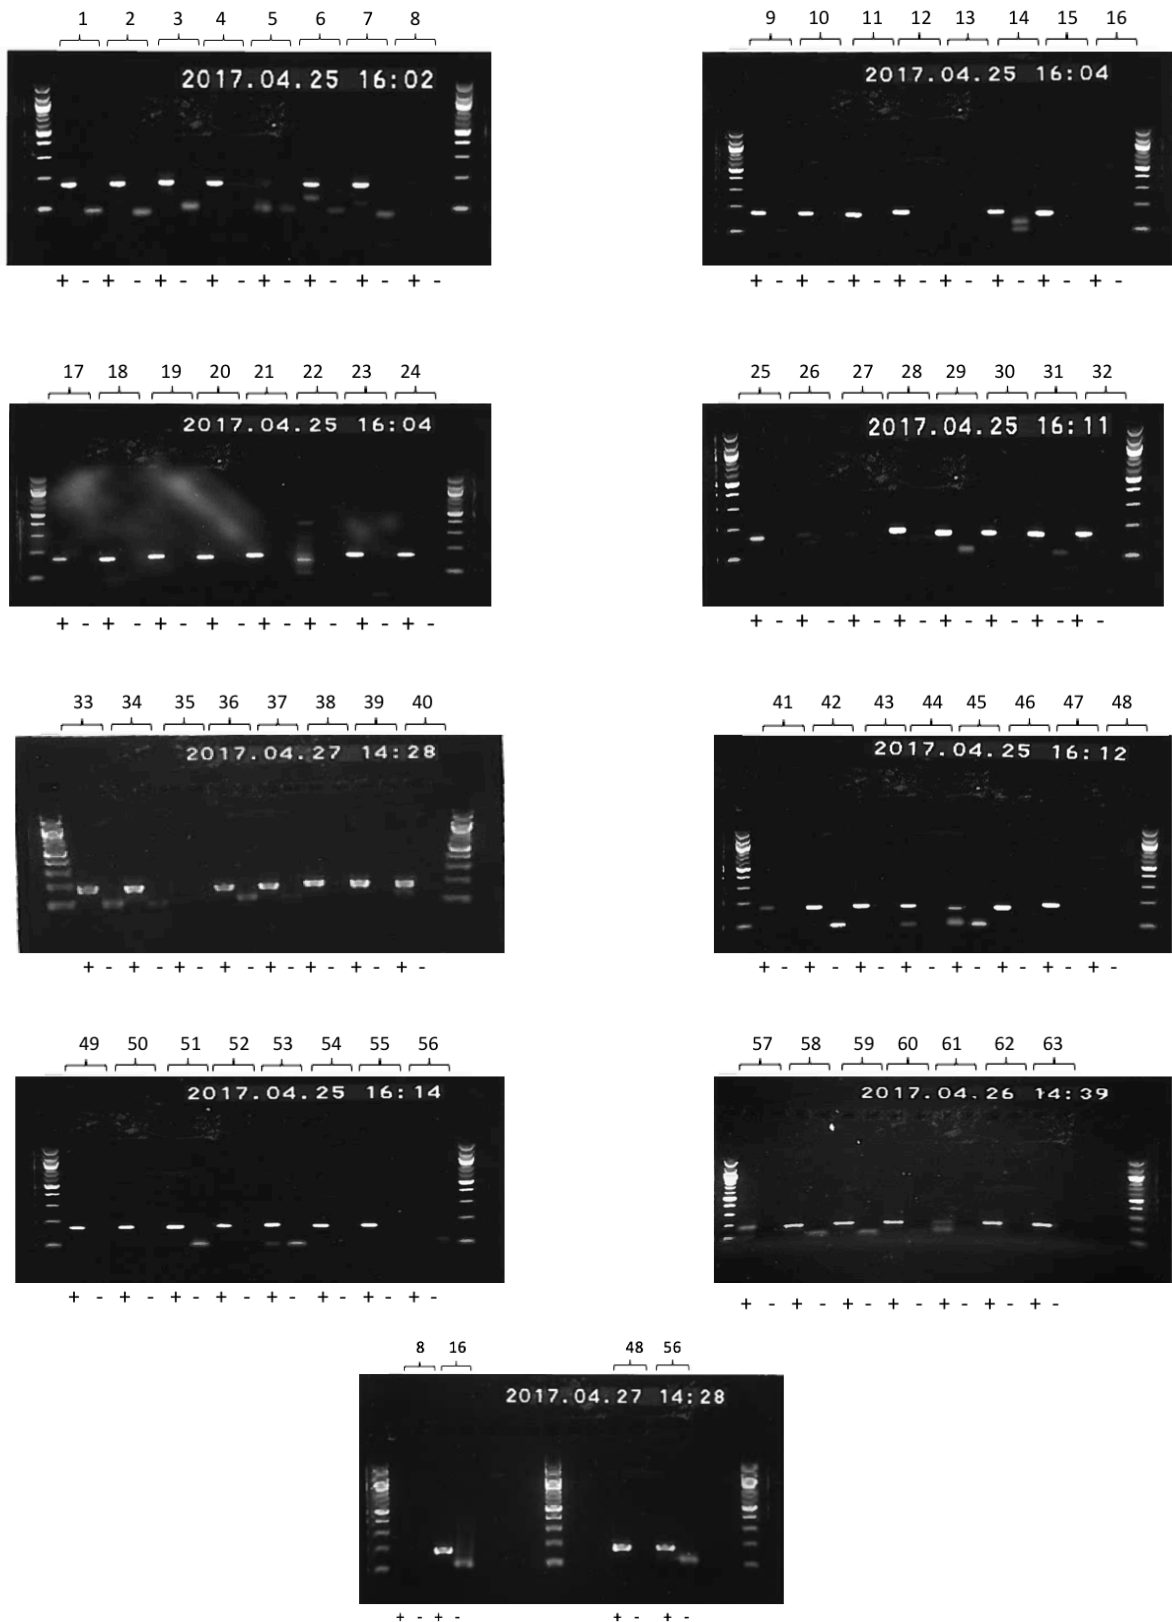 1 2 3 4 5 6 7 8
2017.04.25 16:02
+ - + - + - + - + - + - + - + -
9 10 11 12 13 14 15 16
2017.04.25 16:04
+ - + - + - + - + - + - + - + -
17 18 19 20 21 22 23 24
2017.04.25 16:04
+ - + - + - + - + - + - + - + -
25 26 27 28 29 30 31 32
2017.04.25 16:11
+ - + - + - + - + - + - + - + -
33 34 35 36 37 38 39 40
2017.04.27 14:28
+ - + - + - + - + - + - + - + -
41 42 43 44 45 46 47 48
2017.04.25 16:12
+ - + - + - + - + - + - + - + -
49 50 51 52 53 54 55 56
2017.04.25 16:14
+ - + - + - + - + - + - + - + -
57 58 59 60 61 62 63
2017.04.26 14:39
+ - + - + - + - + - + - + -
8 16 48 56
2017.04.27 14:28
+ - + - + - + -